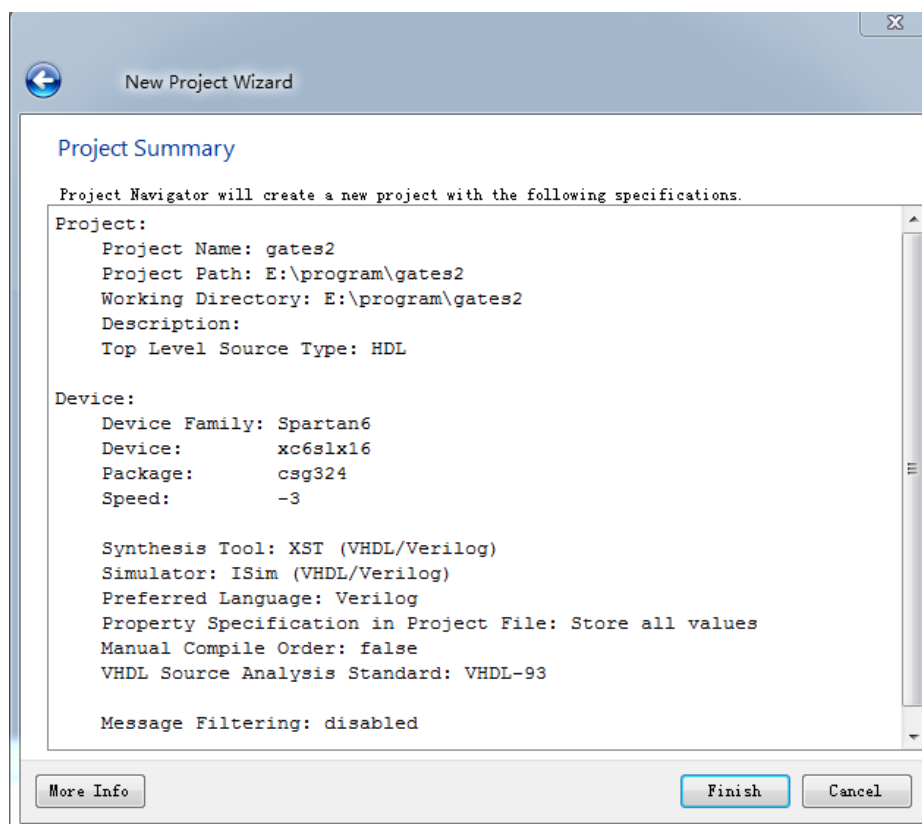 New Project Wizard
Project Summary
Project Navigator will create a new project with the following specifications.
Project:
Project Name: gates2
Project Path: E:\program\gates2
Working Directory: E:\program\gates2
Description:
Top Level Source Type: HDL
Device:
Device Family: Spartan6
Device: xc6slx16
Package: csg324
Speed: -3
Synthesis Tool: XST (VHDL/Verilog)
Simulator: ISim (VHDL/Verilog)
Preferred Language: Verilog
Property Specification in Project File: Store all values
Manual Compile Order: false
VHDL Source Analysis Standard: VHDL-93
Message Filtering: disabled
More Info Finish Cancel